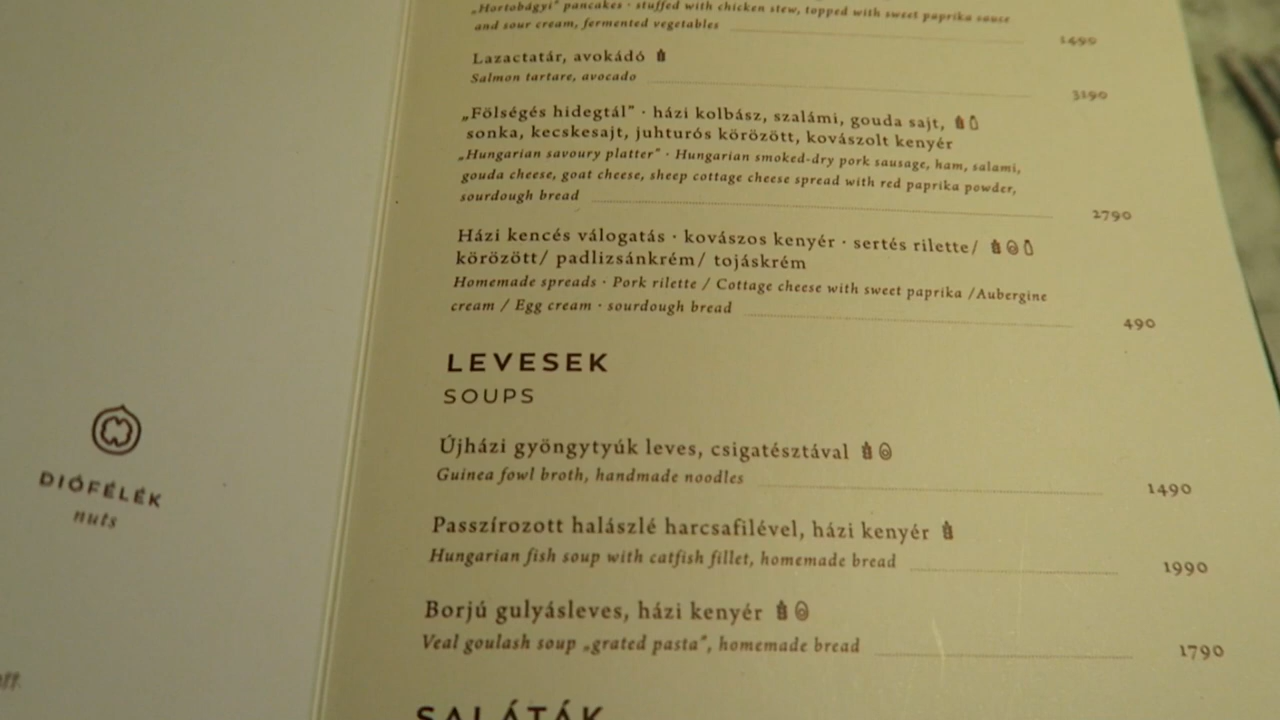 „Hortobágyi” pancakes · stuffed with chicken stew, topped with sweet paprika sauce
and sour cream, fermented vegetables 1490
Lazactatár, avokádó
Salmon tartare, avocado 3190
„Fölségés hidegtál” · házi kolbász, szalámi, gouda sajt,
sonka, kecskesajt, juhturós körözött, kovászolt kenyér
„Hungarian savoury platter” · Hungarian smoked-dry pork sausage, ham, salami,
gouda cheese, goat cheese, sheep cottage cheese spread with red paprika powder,
sourdough bread 2790
Házi kencés válogatás · kovászos kenyér · sertés rilette/
körözött/ padlizsánkrém/ tojáskrém
Homemade spreads · Pork rilette / Cottage cheese with sweet paprika /Aubergine
cream / Egg cream · sourdough bread 490
LEVESEK
SOUPS
Újházi gyöngytyúk leves, csigatésztával
Guinea fowl broth, handmade noodles 1490
Passzírozott halászlé harcsafilével, házi kenyér
Hungarian fish soup with catfish fillet, homemade bread 1990
Borjú gulyásleves, házi kenyér
Veal goulash soup „grated pasta”, homemade bread 1790
SALÁTÁK
DIÓFÉLÉK
nuts